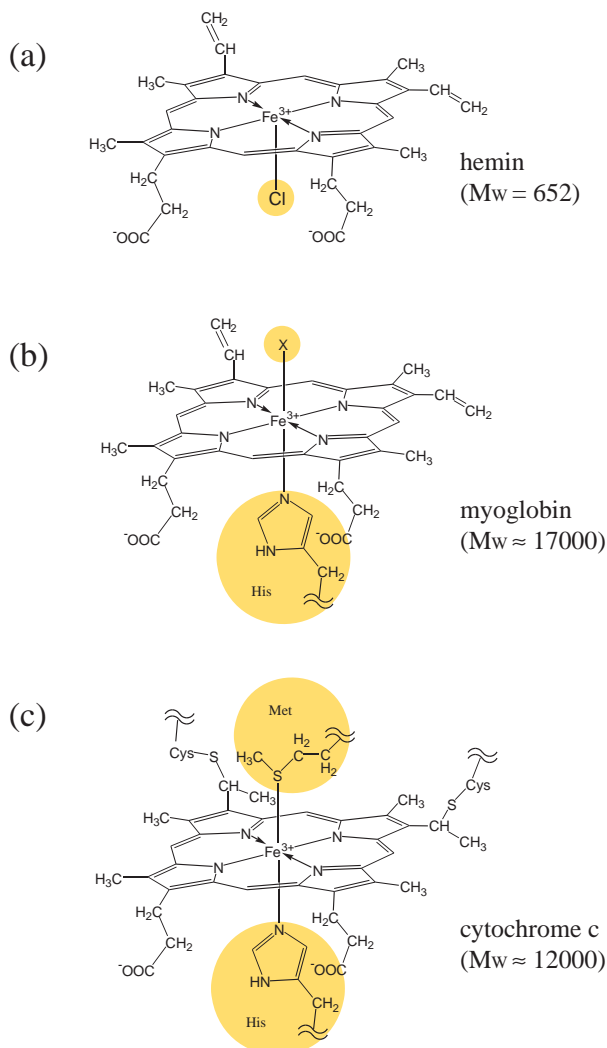 (a)
CH2
CH
H3C
CH3
N
N
Fe3+
CH
CH2
H3C
N
N
CH3
H2C
Cl
H2C
CH2
CH2
-OOC
-OOC
hemin
(Mw = 652)
(b)
CH2
CH
X
CH3
H3C
N
N
CH
CH2
Fe3+
H3C
N
N
CH3
H2C
H2C
N
CH2
CH2
-OOC
-OOC
HN
CH2
His
myoglobin
(Mw ≈ 17000)
(c)
Met
Cys
S
H2
C
H3C
S
C
H2
CH
CH3
Cys
S
H3C
CH3
CH
CH3
N
N
Fe3+
H3C
N
N
CH3
H2C
H2C
N
CH2
CH2
-OOC
-OOC
HN
CH2
His
cytochrome c
(Mw ≈ 12000)